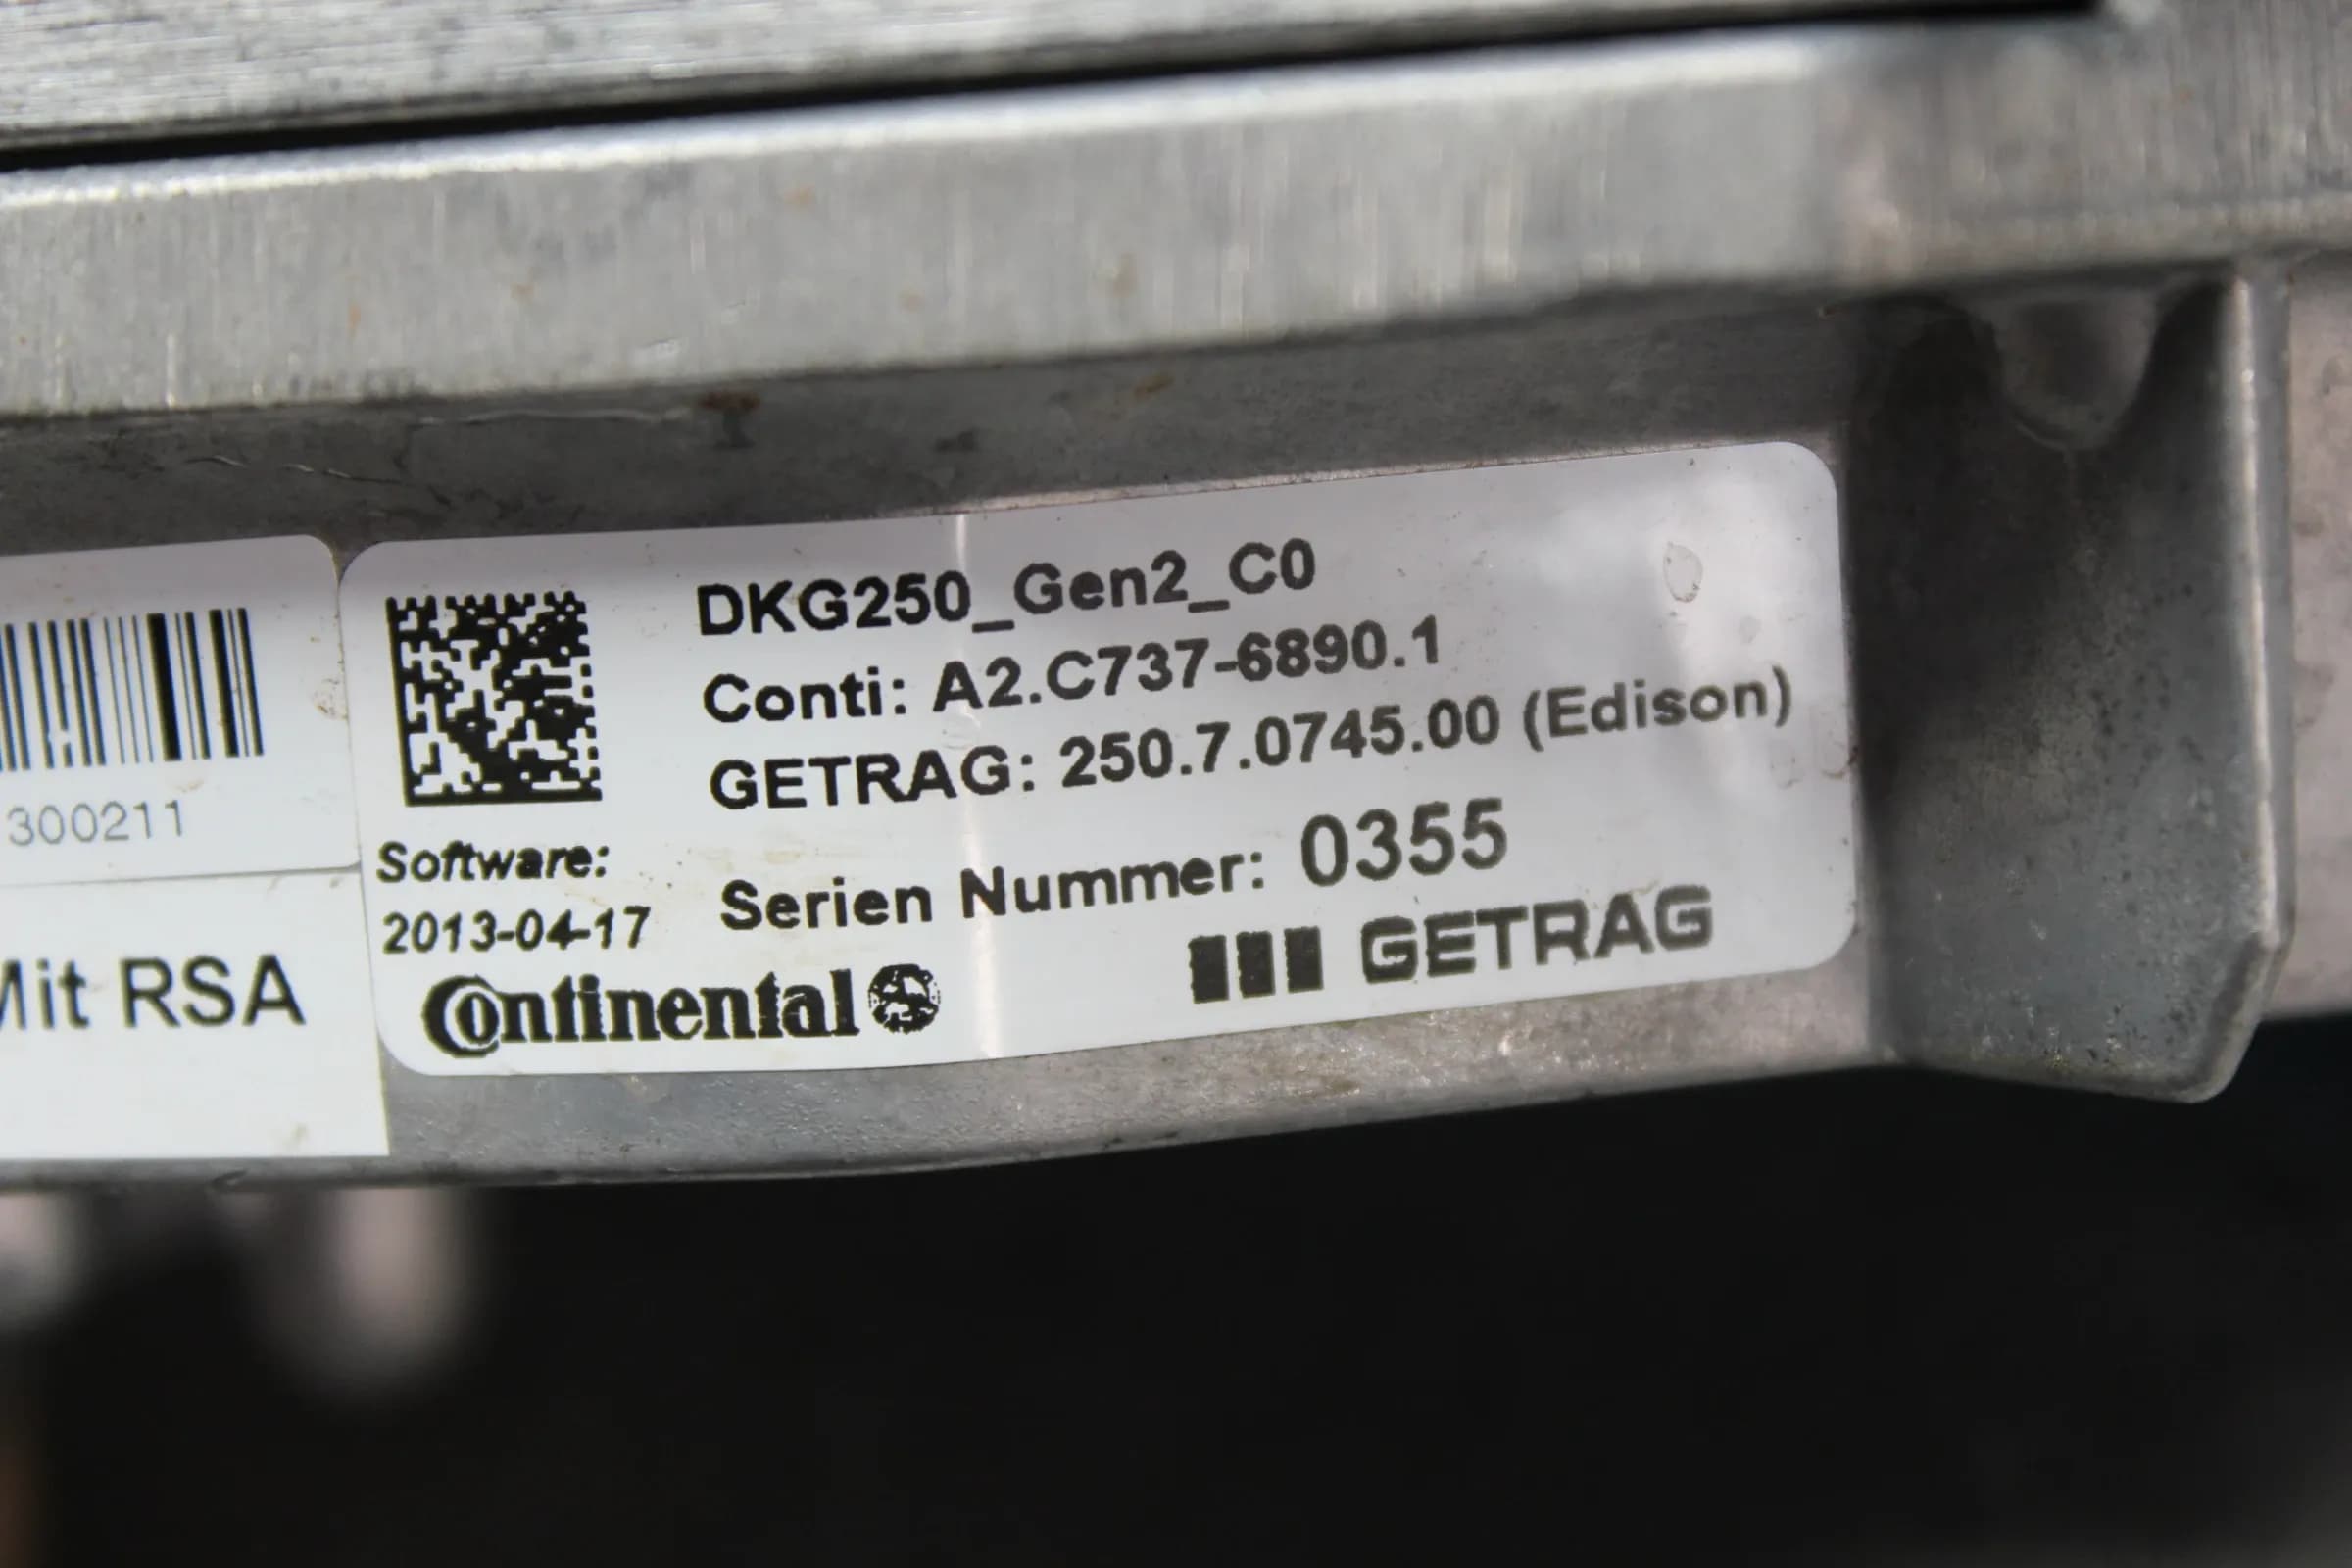 DKG250_Gen2_C0
Conti: A2.C737-6890.1
GETRAG: 250.7.0745.00 (Edison)
Serien Nummer: 0355
GETRAG
Software:
2013-04-17
Continental
300211
Mit RSA